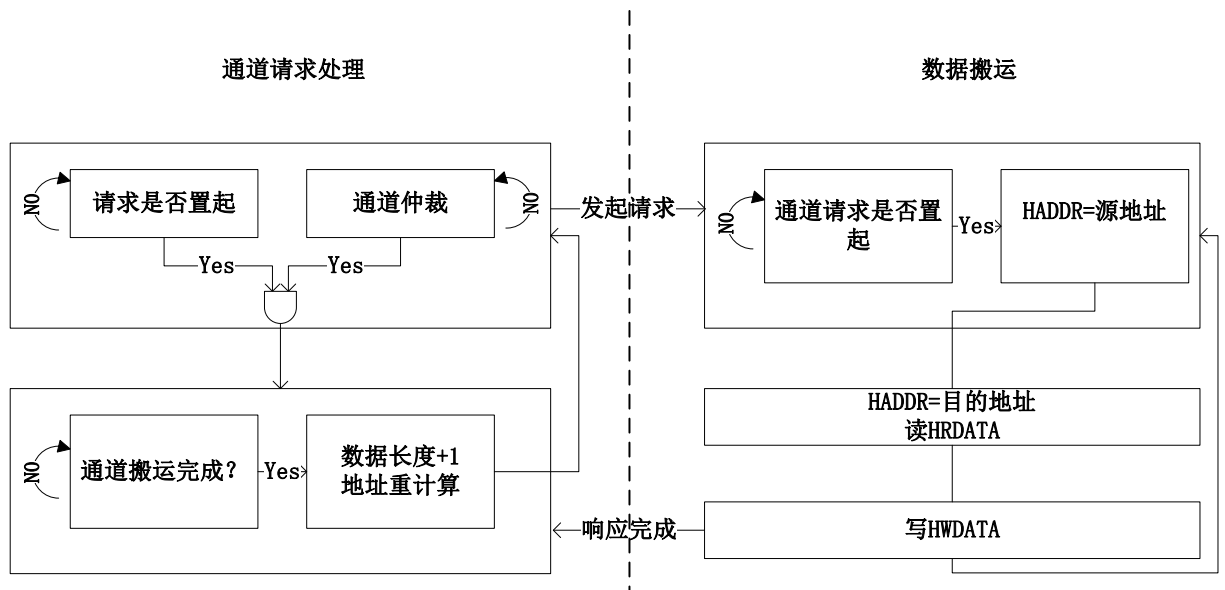 通道请求处理
数据搬运
NO
请求是否置起
通道仲裁
NO
Yes
Yes
发起请求
NO
通道请求是否置
起
Yes
HADDR=源地址
NO
通道搬运完成?
Yes
数据长度+1
地址重计算
HADDR=目的地址
读HRDATA
响应完成
写HWDATA